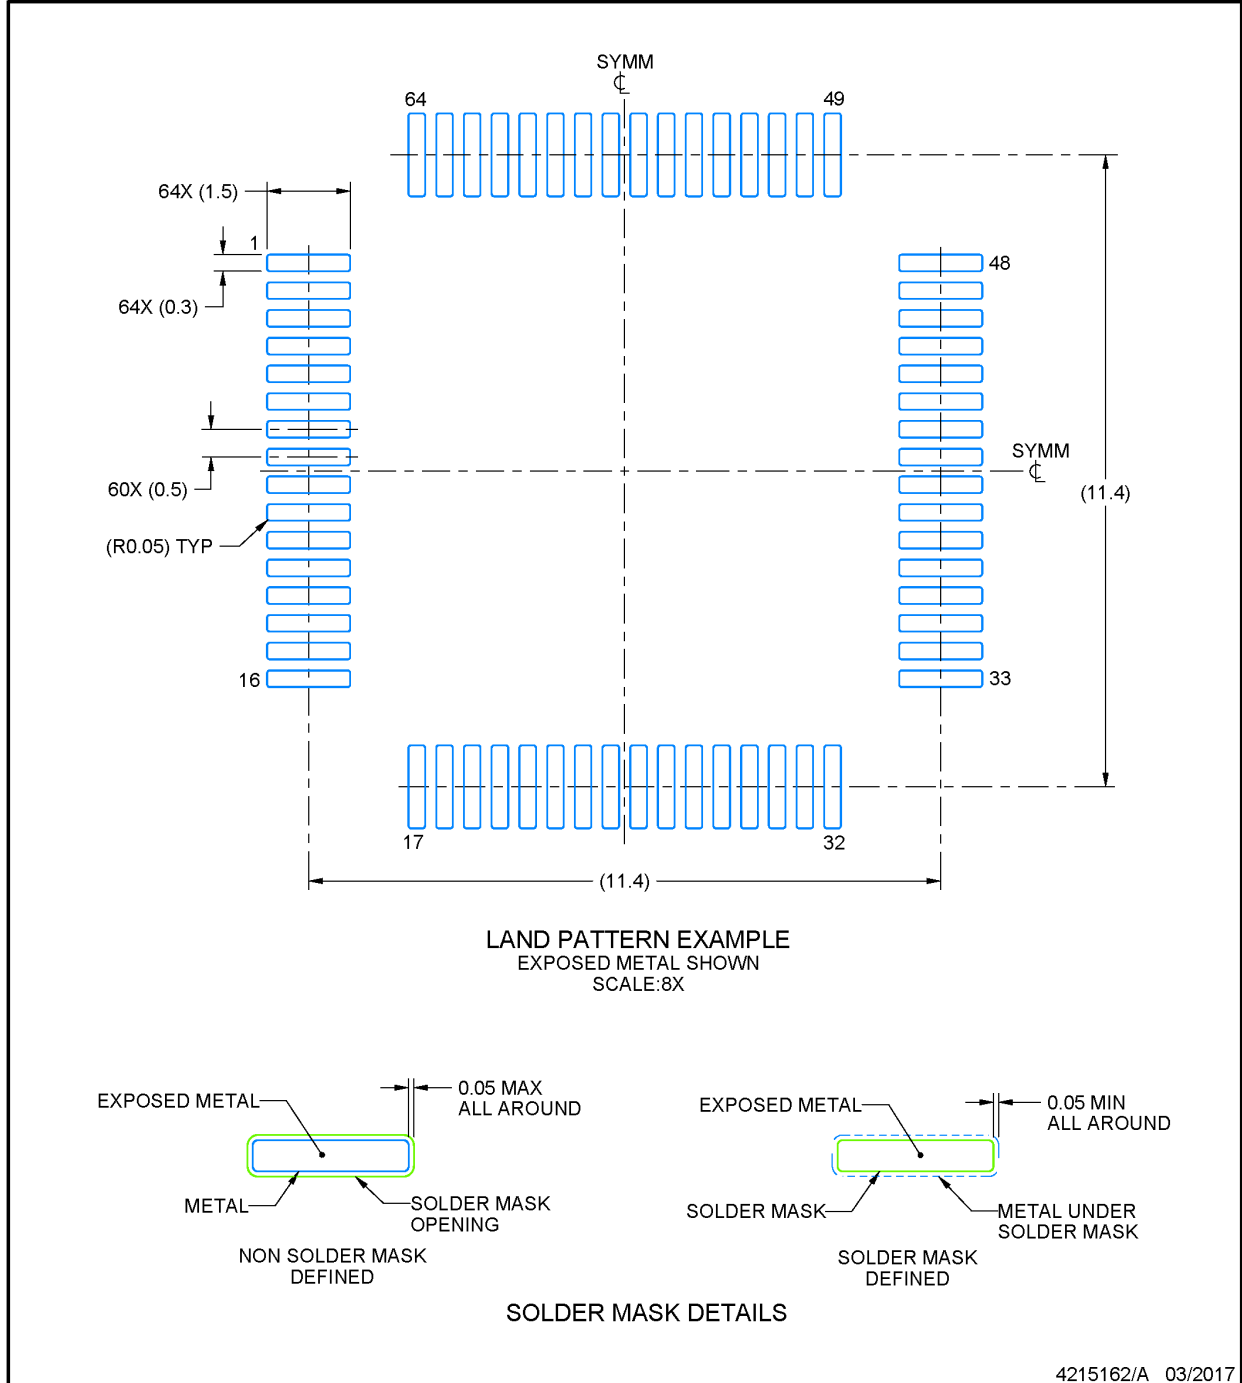 SYMM
℄
64
49
64X (1.5)
1
48
64X (0.3)
SYMM
℄
60X (0.5)
(11.4)
(R0.05) TYP
16
33
17
32
(11.4)
LAND PATTERN EXAMPLE
EXPOSED METAL SHOWN
SCALE:8X
0.05 MAX
ALL AROUND
EXPOSED METAL
METAL
SOLDER MASK
OPENING
NON SOLDER MASK
DEFINED
0.05 MIN
ALL AROUND
EXPOSED METAL
SOLDER MASK
METAL UNDER
SOLDER MASK
SOLDER MASK
DEFINED
SOLDER MASK DETAILS
4215162/A 03/2017